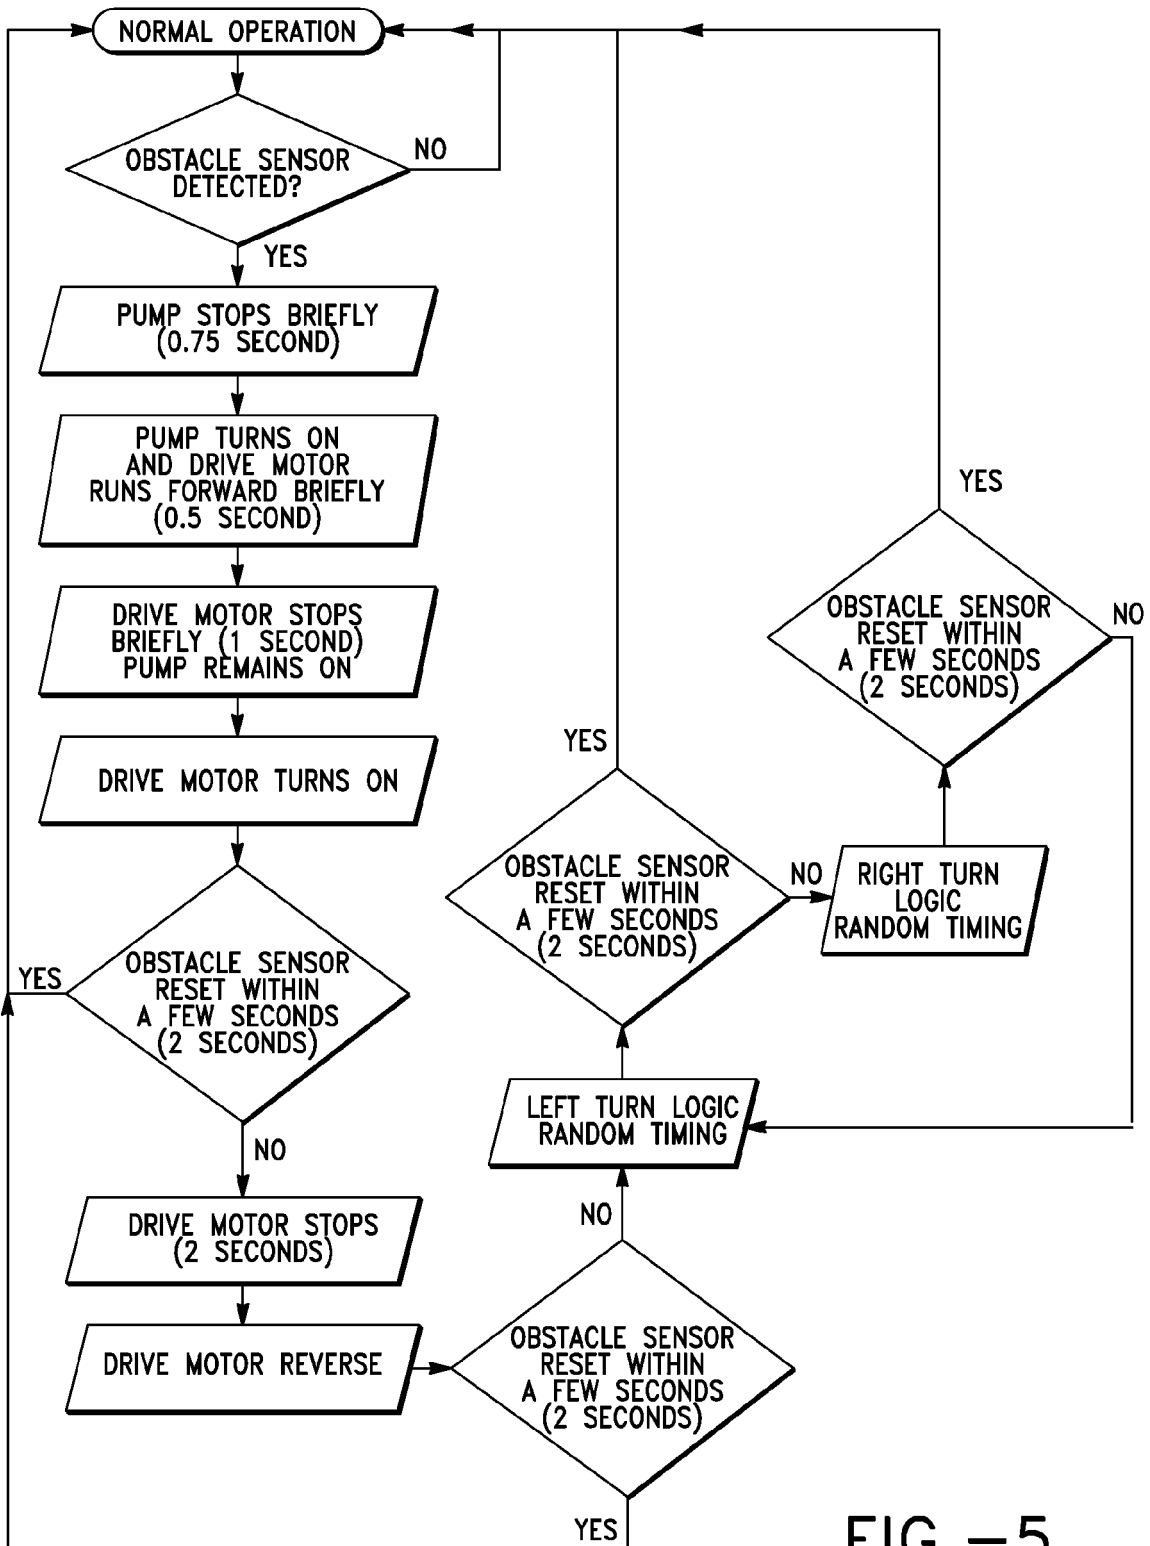 NORMAL OPERATION
OBSTACLE SENSOR
DETECTED?
NO
YES
PUMP STOPS BRIEFLY
(0.75 SECOND)
PUMP TURNS ON
AND DRIVE MOTOR
RUNS FORWARD BRIEFLY
(0.5 SECOND)
DRIVE MOTOR STOPS
BRIEFLY (1 SECOND)
PUMP REMAINS ON
DRIVE MOTOR TURNS ON
OBSTACLE SENSOR
RESET WITHIN
A FEW SECONDS
(2 SECONDS)
YES
NO
DRIVE MOTOR STOPS
(2 SECONDS)
DRIVE MOTOR REVERSE
OBSTACLE SENSOR
RESET WITHIN
A FEW SECONDS
(2 SECONDS)
YES
NO
LEFT TURN LOGIC
RANDOM TIMING
OBSTACLE SENSOR
RESET WITHIN
A FEW SECONDS
(2 SECONDS)
YES
NO
RIGHT TURN
LOGIC
RANDOM TIMING
OBSTACLE SENSOR
RESET WITHIN
A FEW SECONDS
(2 SECONDS)
YES
NO
FIG.-5